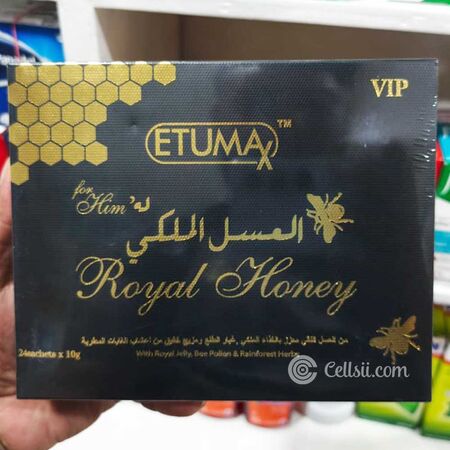 VIP
ETUMAX™
for Him له
العسل الملكي
Royal Honey
24sachets x 10g
With Royal Jelly, Bee Pollen & Rainforest Herbs
Cellsii.com